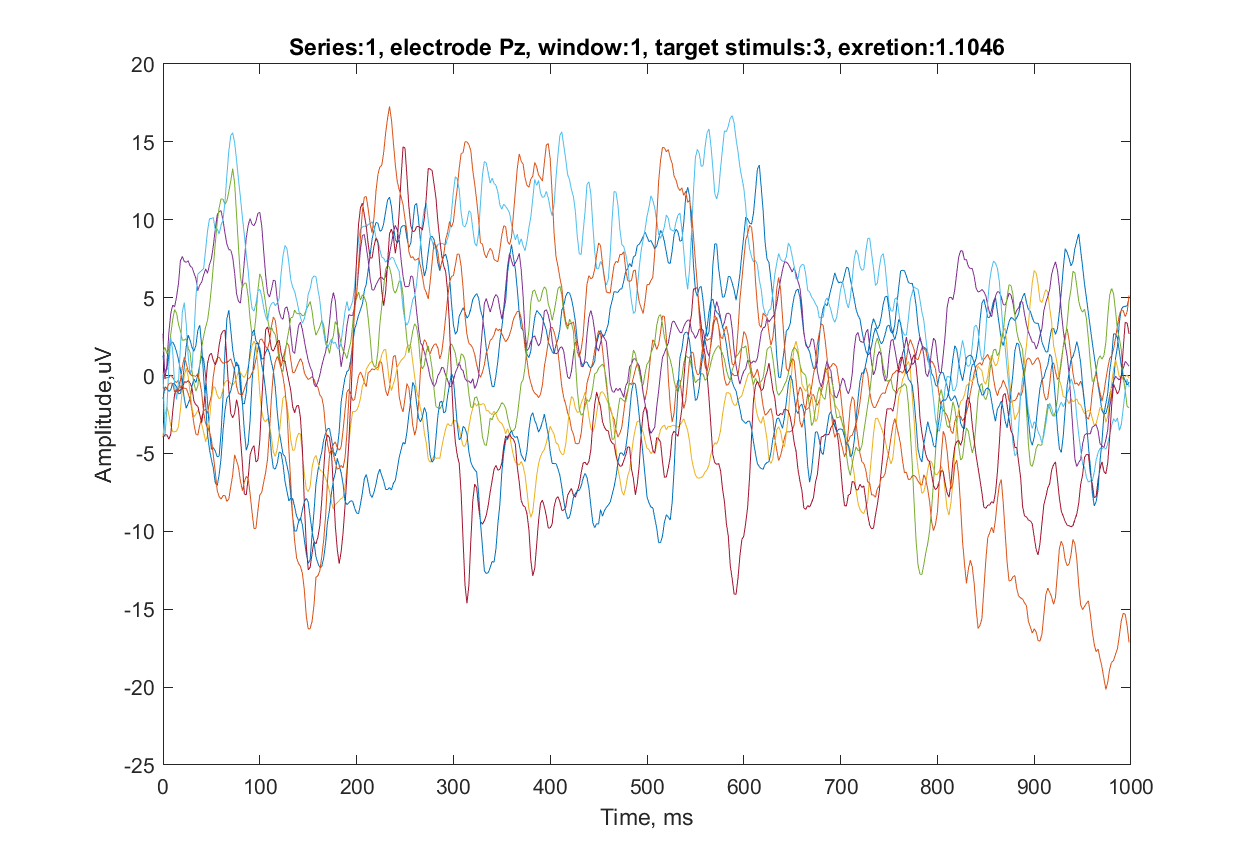 Series:1, electrode Pz, window:1, target stimuls:3, exretion:1.1046
20
15
10
5
0
-5
-10
-15
-20
-25
Amplitude,uV
0 100 200 300 400 500 600 700 800 900 1000
Time, ms